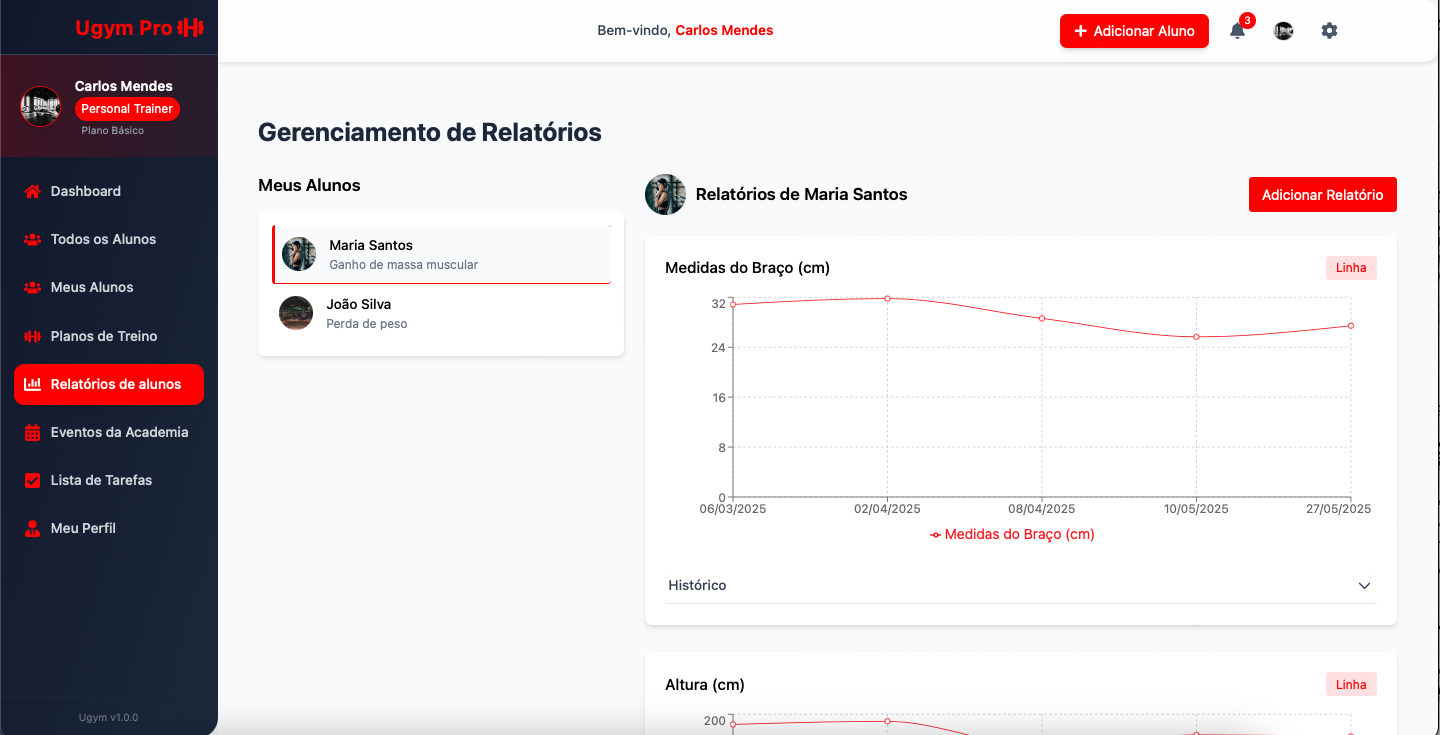 Ugym Pro
Carlos Mendes
Personal Trainer
Plano Básico
Dashboard
Todos os Alunos
Meus Alunos
Planos de Treino
Relatórios de alunos
Eventos da Academia
Lista de Tarefas
Meu Perfil
Ugym v1.0.0
Bem-vindo, Carlos Mendes
Adicionar Aluno
3
Gerenciamento de Relatórios
Meus Alunos
Maria Santos
Ganho de massa muscular
João Silva
Perda de peso
Relatórios de Maria Santos
Adicionar Relatório
Medidas do Braço (cm)
Linha
32
24
16
8
0
06/03/2025 02/04/2025 08/04/2025 10/05/2025 27/05/2025
Medidas do Braço (cm)
Histórico
Altura (cm)
Linha
200